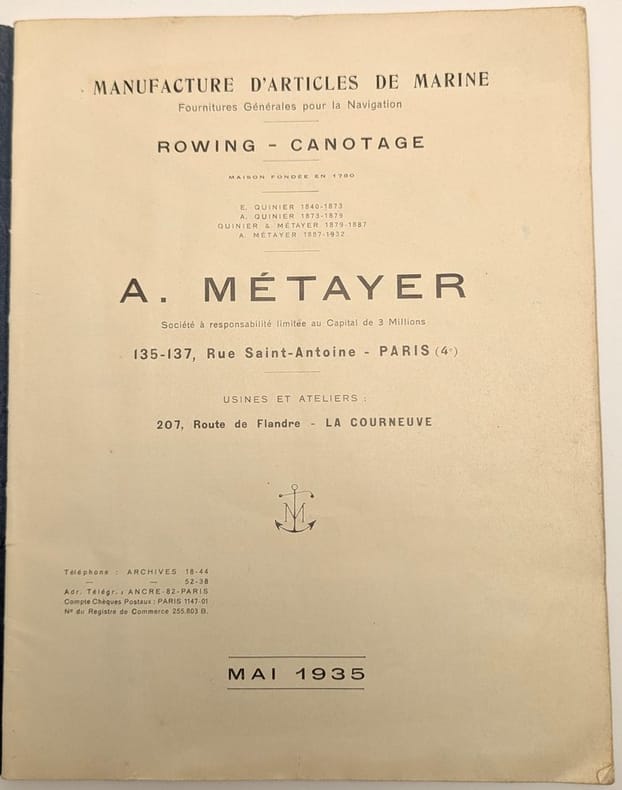 MANUFACTURE D'ARTICLES DE MARINE
Fournitures Générales pour la Navigation
ROWING - CANOTAGE
MAISON FONDÉE EN 1780
E. QUINIER 1840-1873
A. QUINIER 1873-1879
QUINIER & MÉTAYER 1879-1887
A. MÉTAYER 1887-1932
A. MÉTAYER
Société à responsabilité limitée au Capital de 3 Millions
135-137, Rue Saint-Antoine - PARIS (4ᵉ)
USINES ET ATELIERS :
207, Route de Flandre - LA COURNEUVE
M
Téléphone : ARCHIVES 18-44
— — 52-38
Adr. Télégr. : ANCRE-82-PARIS
Compte Chèques Postaux : PARIS 1147-01
Nº du Registre de Commerce 255.803 B.
MAI 1935